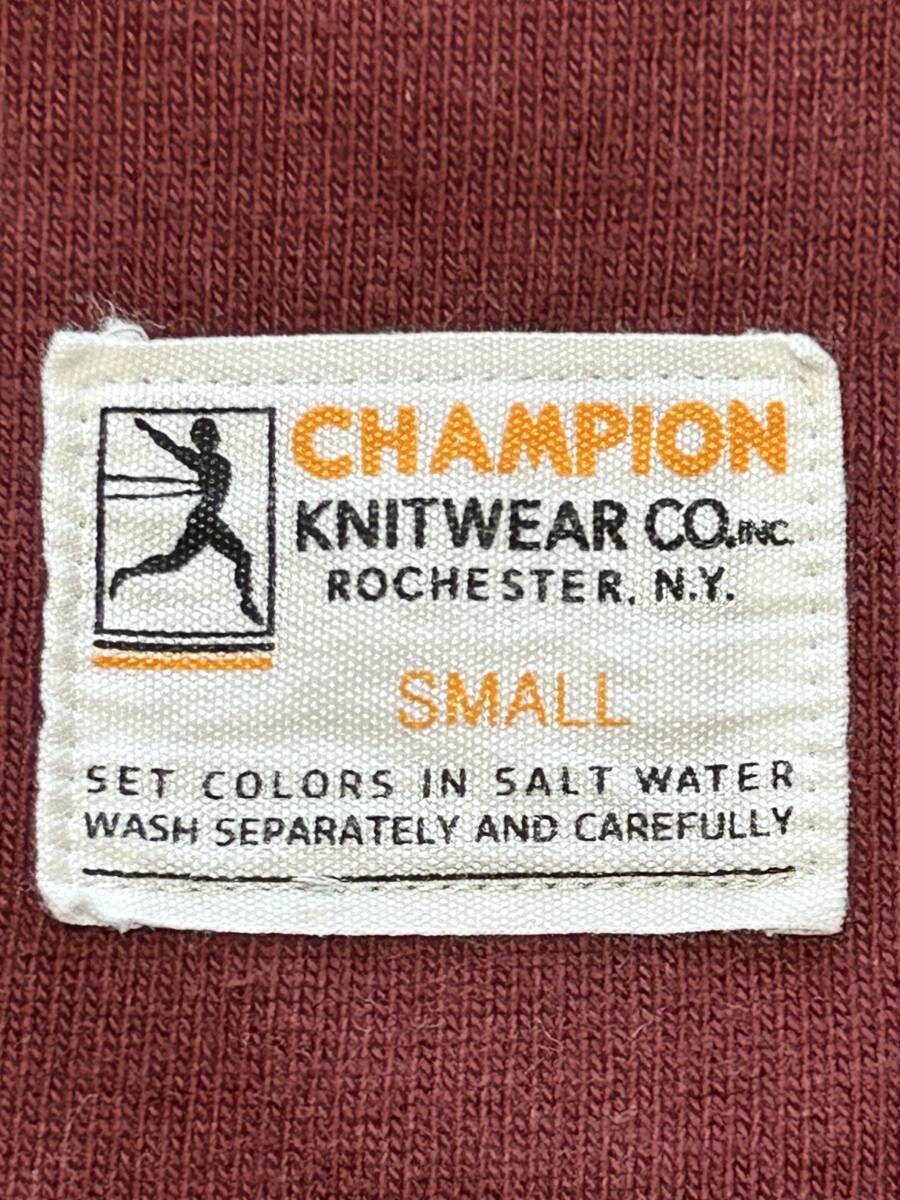 CHAMPION
KNITWEAR CO.INC.
ROCHESTER, N.Y.
SMALL
SET COLORS IN SALT WATER
WASH SEPARATELY AND CAREFULLY